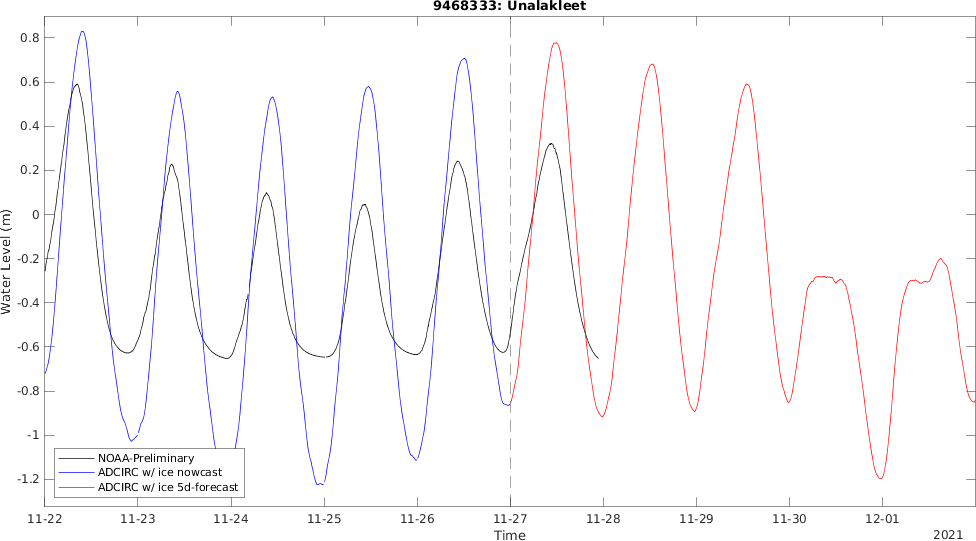 9468333: Unalakleet
0.8
0.6
0.4
0.2
0
-0.2
-0.4
-0.6
-0.8
-1
-1.2
Water Level (m)
NOAA-Preliminary
ADCIRC w/ ice nowcast
ADCIRC w/ ice 5d-forecast
11-22 11-23 11-24 11-25 11-26 11-27 11-28 11-29 11-30 12-01
Time
2021